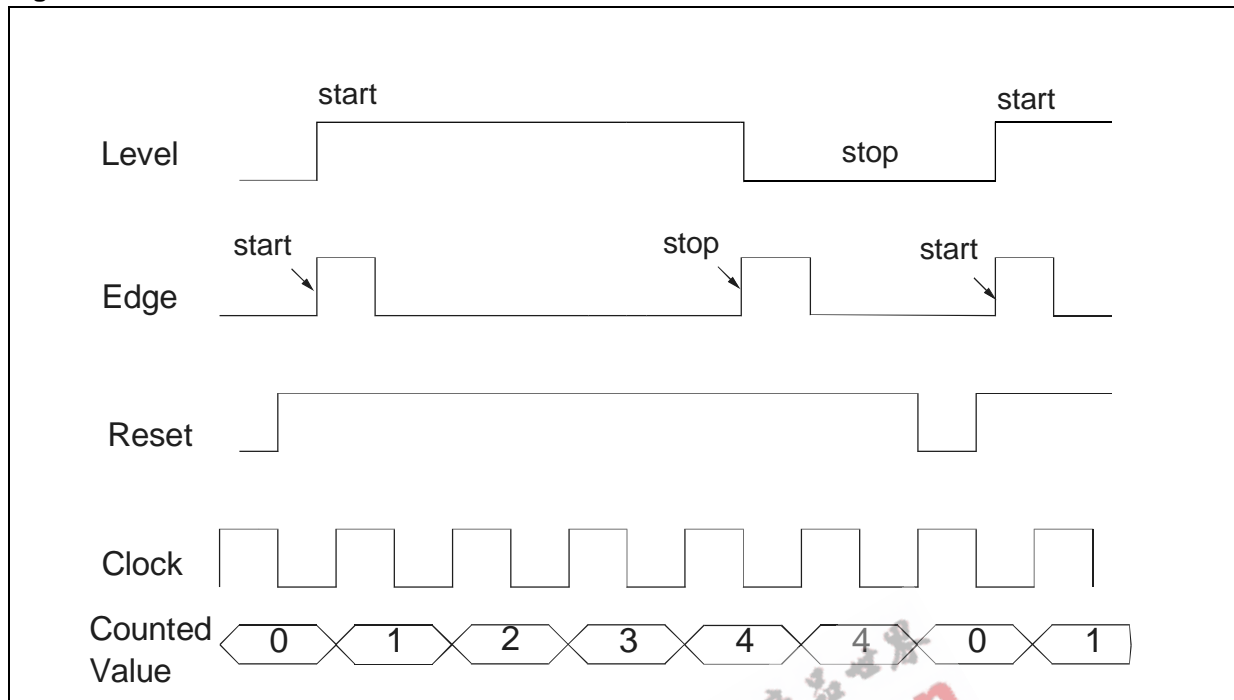 start
start
Level
stop
start
stop
start
Edge
Reset
Clock
Counted
Value
0 1 2 3 4 4 0 1